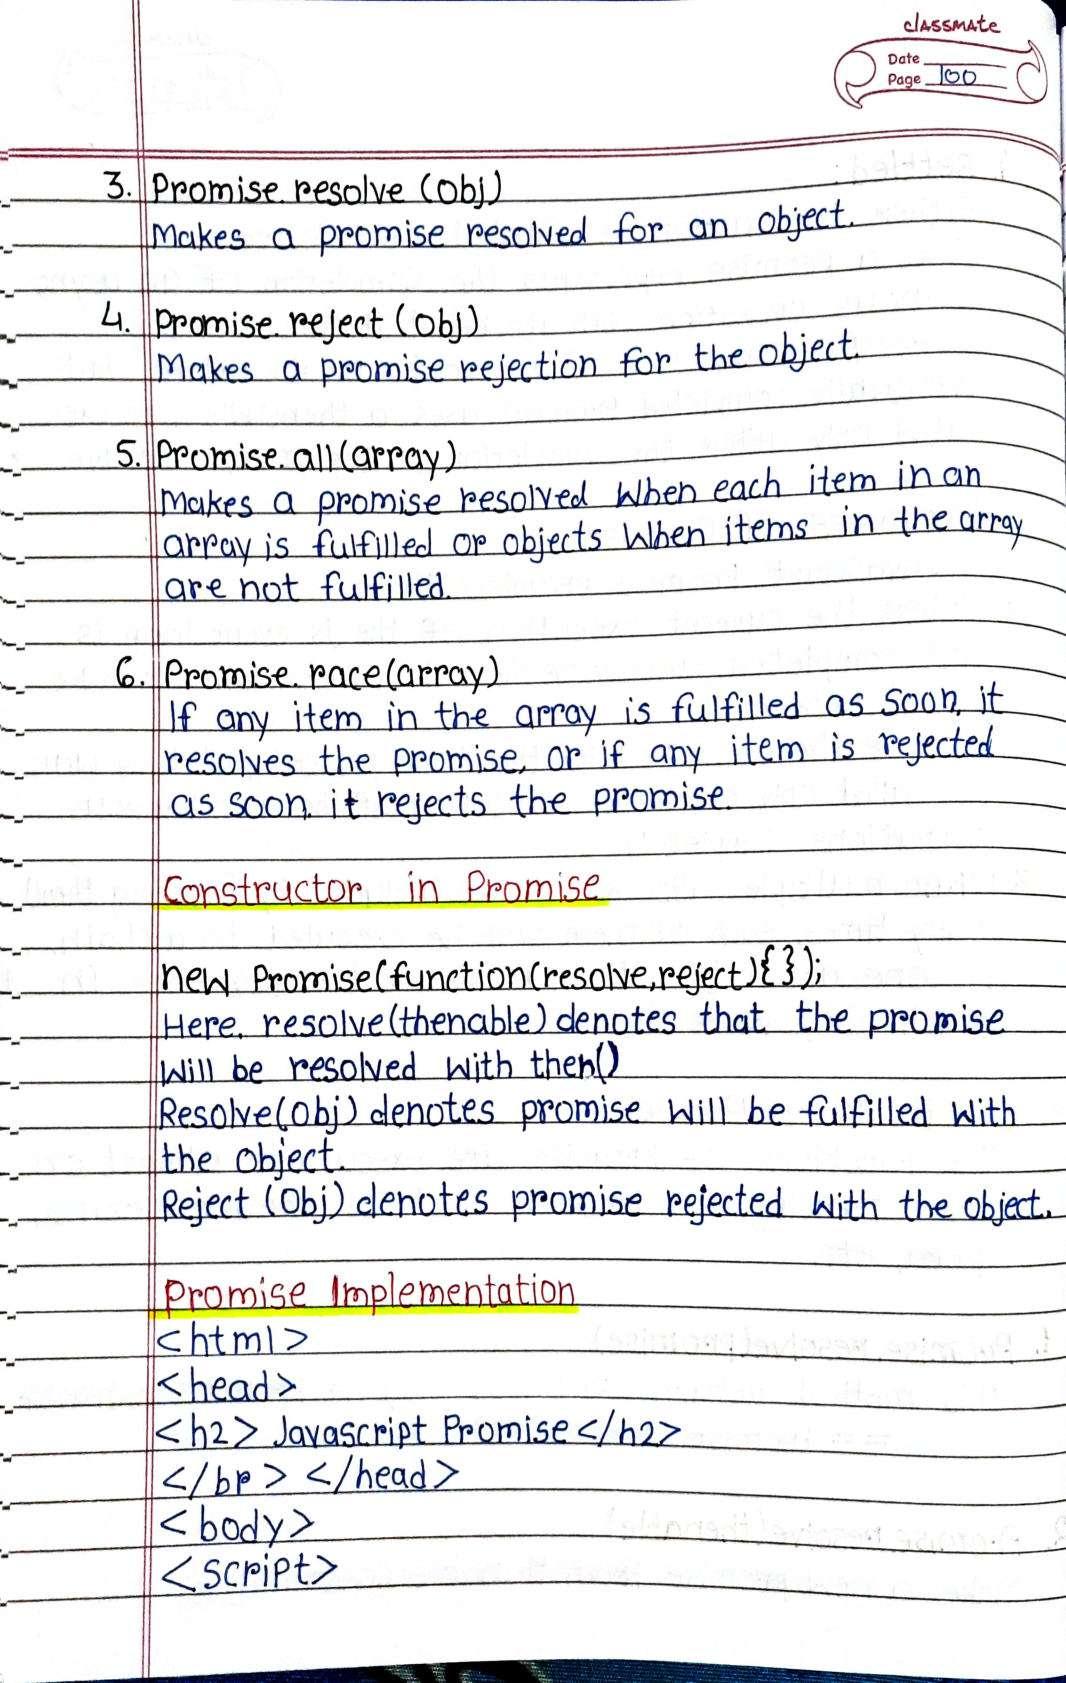 classmate
Date
Page 100
3. Promise.resolve (obj)
Makes a promise resolved for an object.
4. Promise.reject (obj)
Makes a promise rejection for the object.
5. Promise.all(array)
Makes a promise resolved when each item in an
array is fulfilled or objects when items in the array
are not fulfilled.
6. Promise.race(array)
If any item in the array is fulfilled as soon, it
resolves the promise, or if any item is rejected
as soon, it rejects the promise.
Constructor in Promise
new Promise(function(resolve,reject){});
Here, resolve(thenable) denotes that the promise
will be resolved with then()
Resolve(obj) denotes promise will be fulfilled with
the object.
Reject (Obj) denotes promise rejected with the object.
Promise Implementation
<html>
<head>
<h2> Javascript Promise </h2>
</br> </head>
<body>
<script>